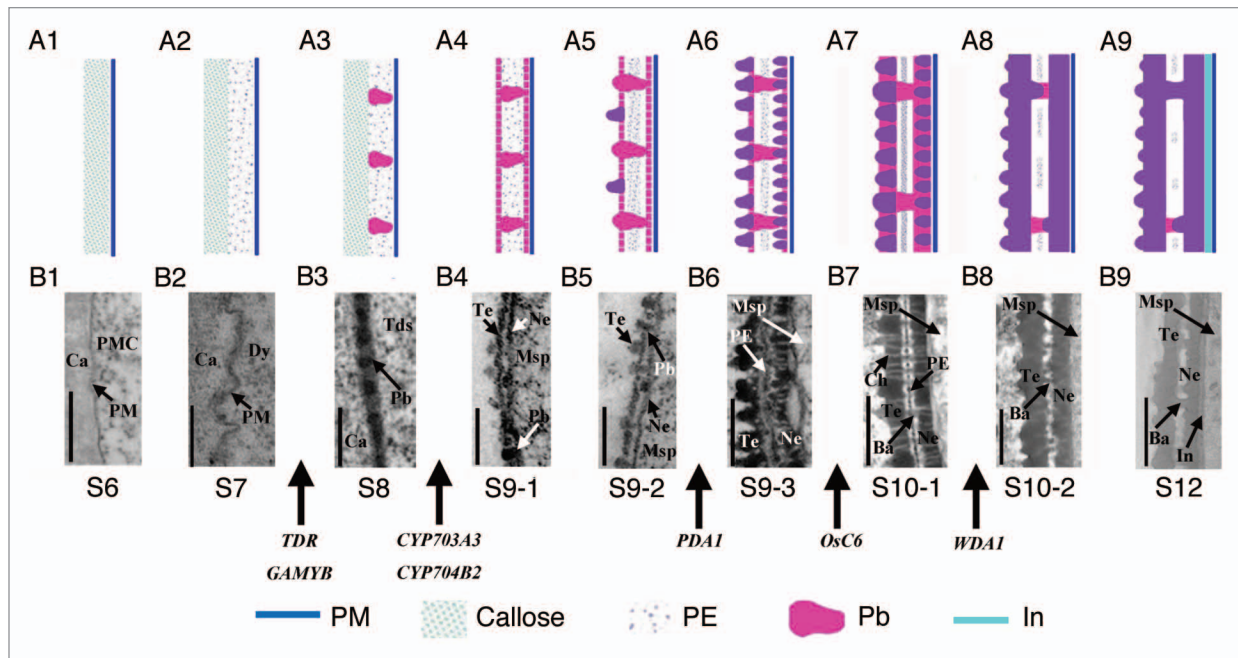 A1 A2 A3 A4 A5 A6 A7 A8 A9
B1 B2 B3 B4 B5 B6 B7 B8 B9
Ca PMC PM
Ca Dy PM
Tds Pb Ca
Te Ne Msp Pb
Te Pb Ne Msp
Msp PE Te Ne
Msp Ch PE Te Ba Ne
Msp Te Ne Ba
Msp Te Ne Ba In
S6 S7 S8 S9-1 S9-2 S9-3 S10-1 S10-2 S12
TDR CYP703A3 PDA1 OsC6 WDA1
GAMYB CYP704B2
PM Callose PE Pb In